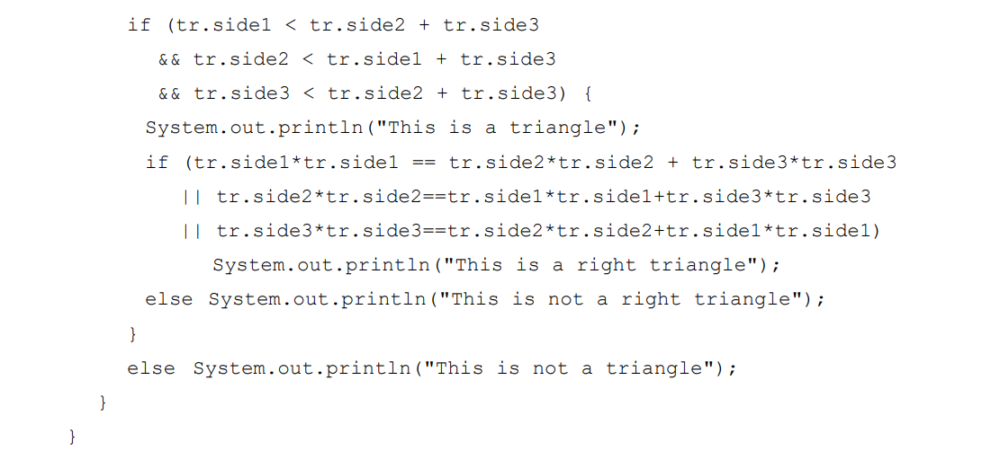 if (tr.side1 < tr.side2 + tr.side3
&& tr.side2 < tr.side1 + tr.side3
&& tr.side3 < tr.side2 + tr.side3) {
System.out.println("This is a triangle");
if (tr.side1*tr.side1 == tr.side2*tr.side2 + tr.side3*tr.side3
|| tr.side2*tr.side2==tr.side1*tr.side1+tr.side3*tr.side3
|| tr.side3*tr.side3==tr.side2*tr.side2+tr.side1*tr.side1)
System.out.println("This is a right triangle");
else System.out.println("This is not a right triangle");
}
else System.out.println("This is not a triangle");
}
}